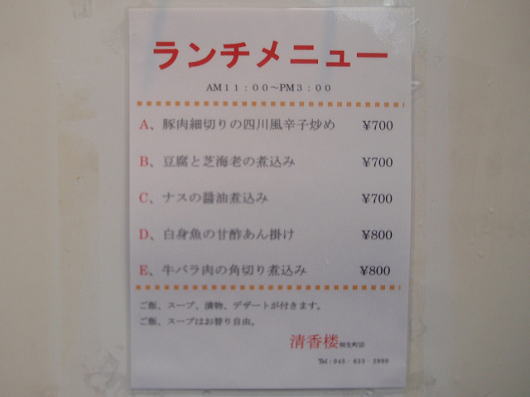 ランチメニュー
AM11:00～PM3:00
A、豚肉細切りの四川風辛子炒め ¥700
B、豆腐と芝海老の煮込み ¥700
C、ナスの醤油煮込み ¥700
D、白身魚の甘酢あん掛け ¥800
E、牛バラ肉の角切り煮込み ¥800
ご飯、スープ、漬物、デザートが付きます。
ご飯、スープはお替り自由。
清香楼
Tel:045-633-2999